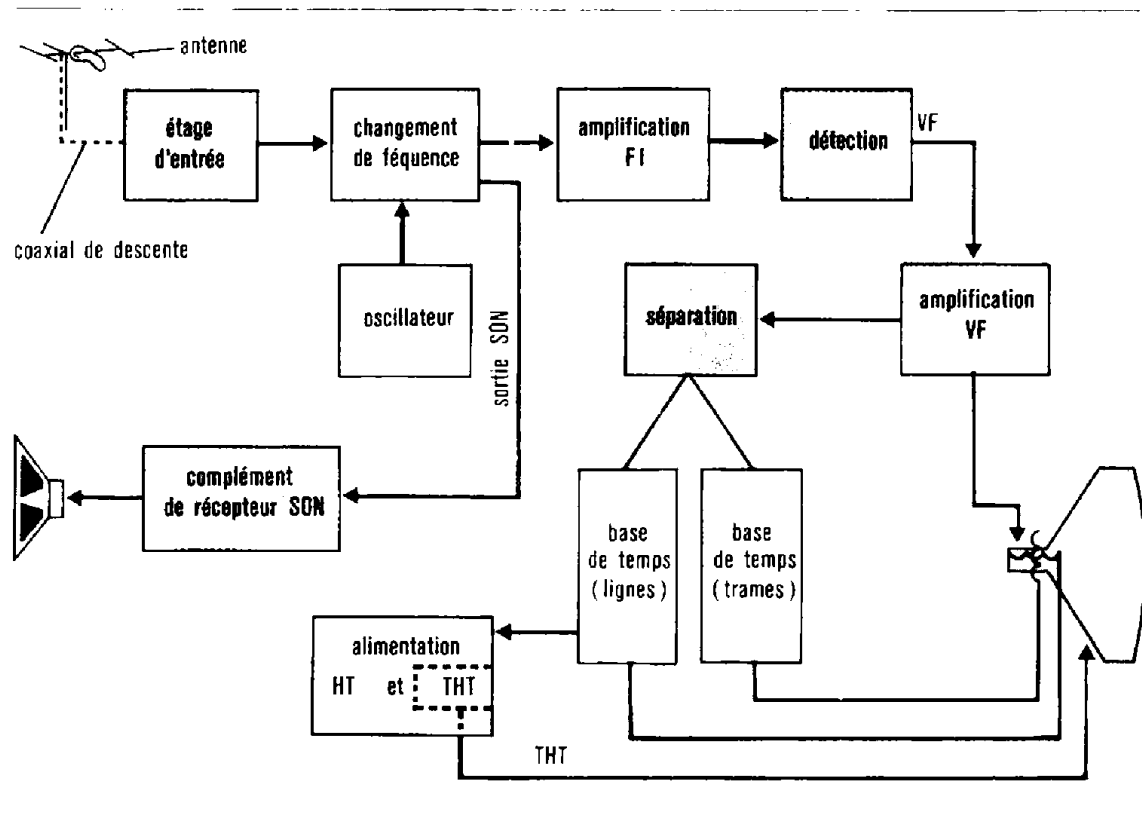 antenne
étage
d'entrée
changement
de féquence
amplification
FI
détection
VF
coaxial de descente
oscillateur
sortie SON
séparation
amplification
VF
complément
de récepteur SON
base
de temps
(lignes)
base
de temps
(trames)
alimentation
HT et THT
THT